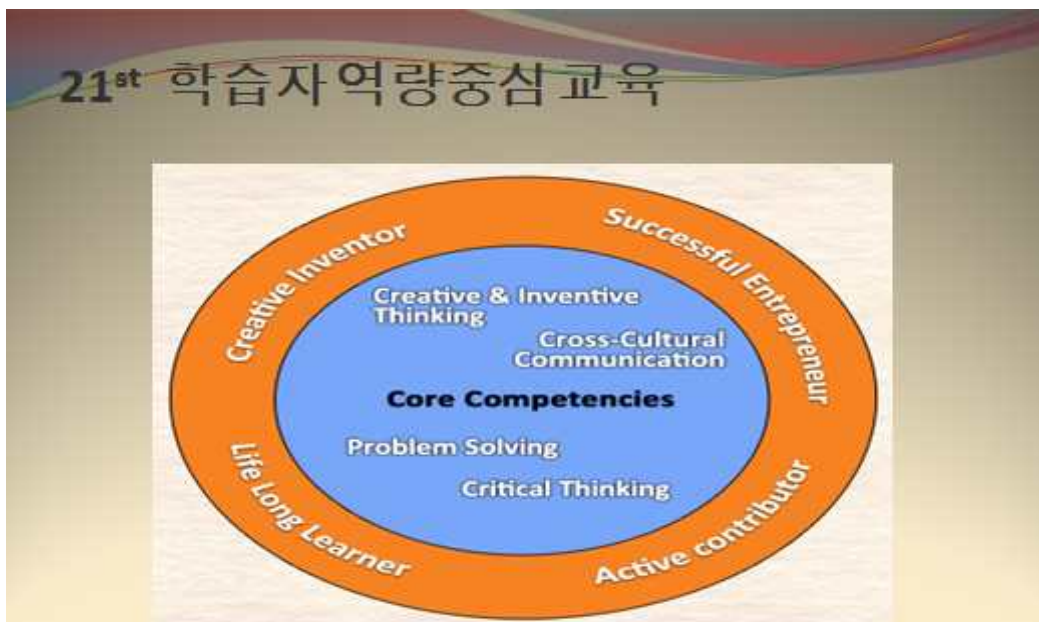 21st 학습자역량중심교육
Creative Inventor
Successful Entrepreneur
Creative & Inventive
Thinking
Cross-Cultural
Communication
Core Competencies
Problem Solving
Critical Thinking
Life Long Learner
Active contributor